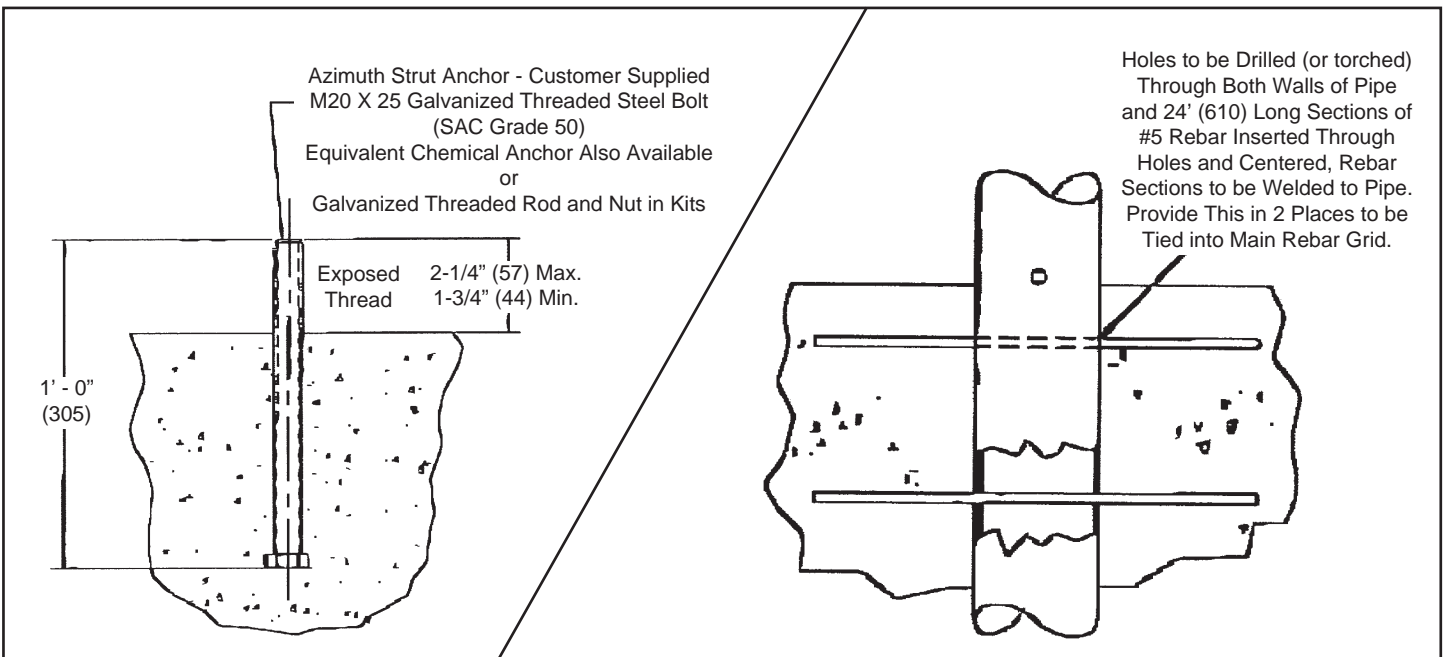 Azimuth Strut Anchor - Customer Supplied
M20 X 25 Galvanized Threaded Steel Bolt
(SAC Grade 50)
Equivalent Chemical Anchor Also Available
or
Galvanized Threaded Rod and Nut in Kits
Exposed 2-1/4” (57) Max.
Thread 1-3/4” (44) Min.
1’ - 0”
(305)
Holes to be Drilled (or torched)
Through Both Walls of Pipe
and 24’ (610) Long Sections of
#5 Rebar Inserted Through
Holes and Centered, Rebar
Sections to be Welded to Pipe.
Provide This in 2 Places to be
Tied into Main Rebar Grid.